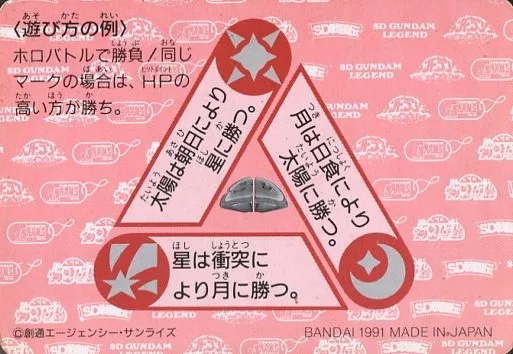 〈遊び方の例〉
ホロバトルで勝負!同じ
マークの場合は、HPの
高い方が勝ち。
太陽は朝日により
星に勝つ。
月は日食により
太陽に勝つ。
星は衝突に
より月に勝つ。
SD GUNDAM
LEGEND
©創通エージェンシー・サンライズ
BANDAI 1991 MADE IN JAPAN